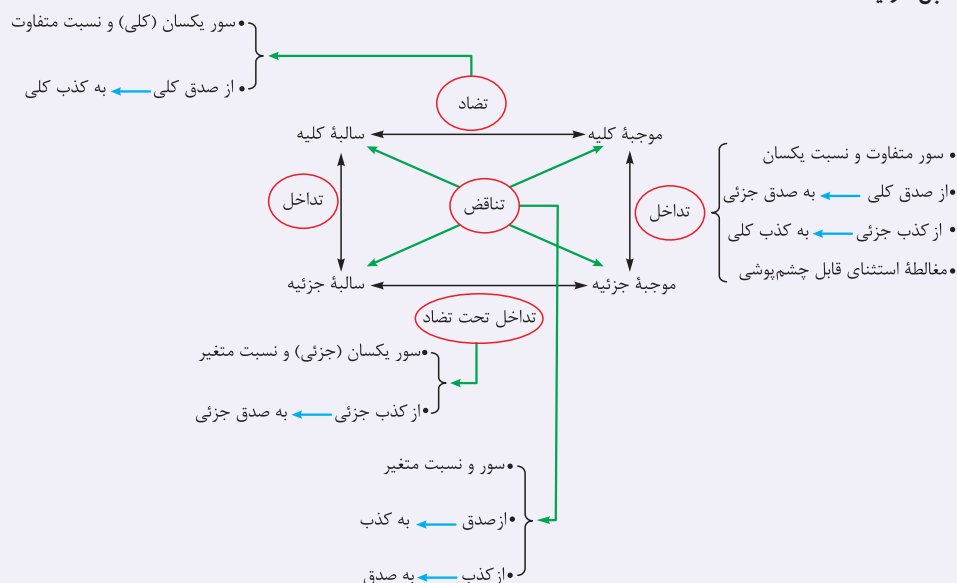 • سور یکسان (کلی) و نسبت متفاوت
• از صدق کلی ← به کذب کلی
تضاد
موجبهٔ کلیه
سالبهٔ کلیه
• سور متفاوت و نسبت یکسان
• از صدق کلی ← به صدق جزئی
• از کذب جزئی ← به کذب کلی
• مغالطهٔ استثنای قابل چشم‌پوشی
تداخل
تناقض
تداخل
موجبهٔ جزئیه
سالبهٔ جزئیه
تداخل تحت تضاد
• سور یکسان (جزئی) و نسبت متغیر
• از کذب جزئی ← به صدق جزئی
• سور و نسبت متغیر
• از صدق ← به کذب
• از کذب ← به صدق